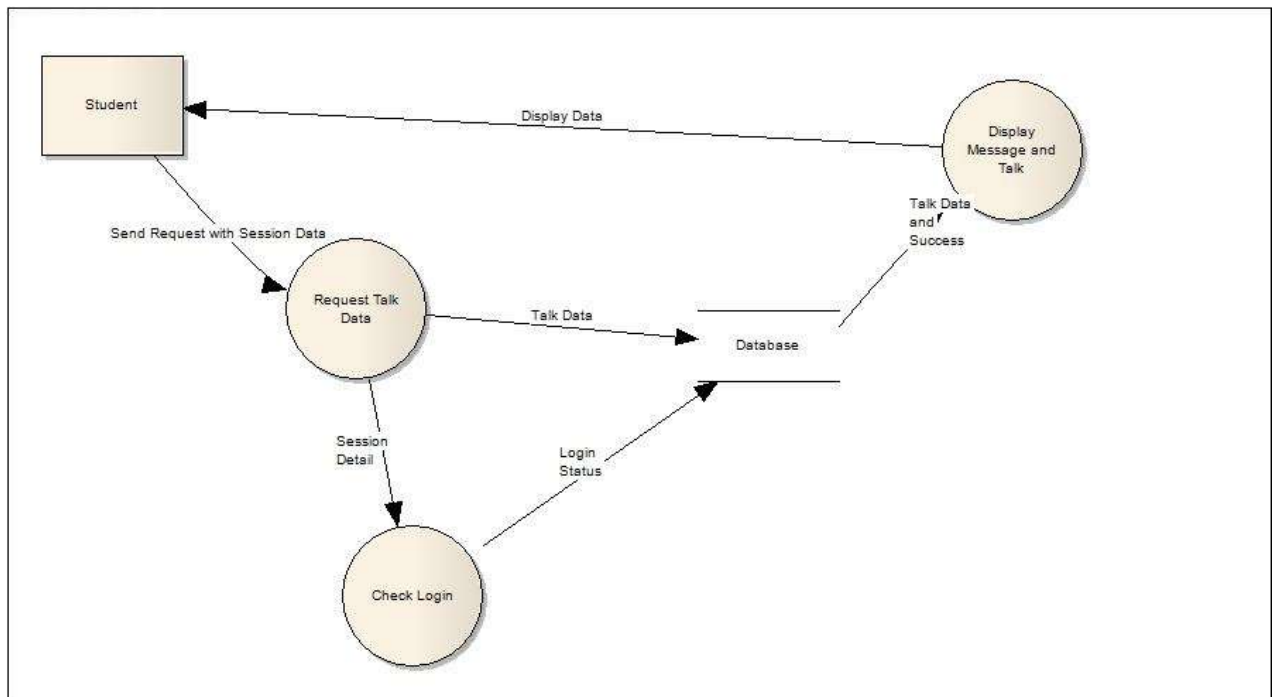 Student
Display Data
Display
Message and
Talk
Talk Data
and
Success
Send Request with Session Data
Request Talk
Data
Talk Data
Database
Session
Detail
Login
Status
Check Login